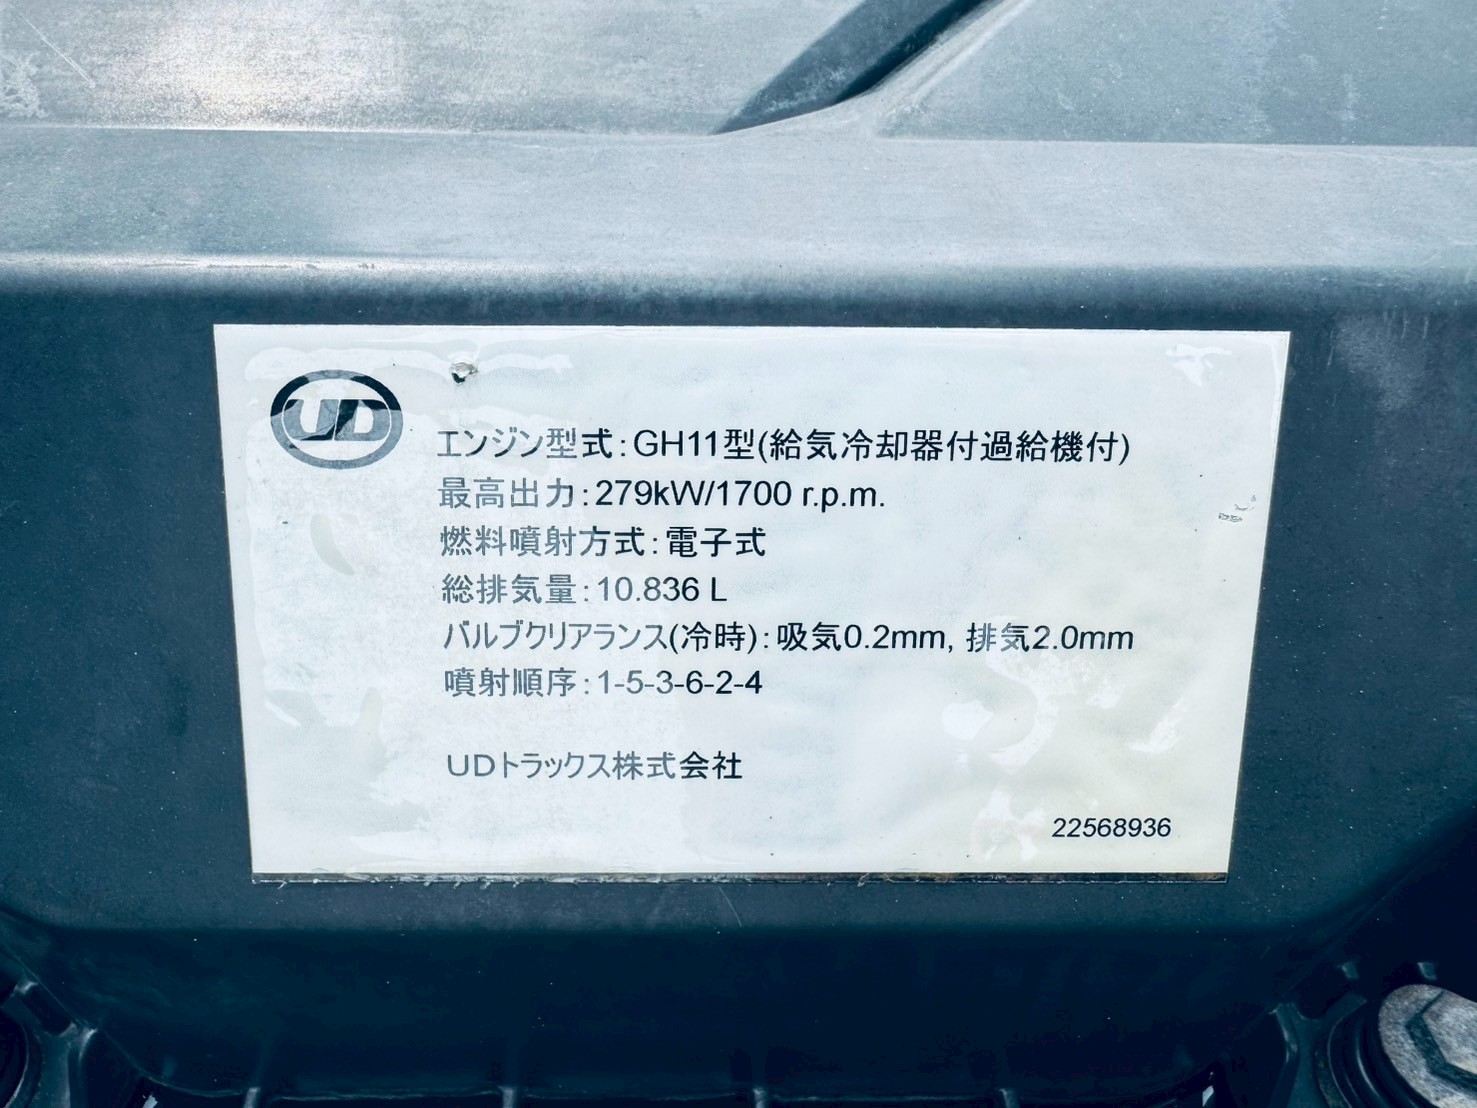 UD
エンジン型式:GH11型(給気冷却器付過給機付)
最高出力:279kW/1700 r.p.m.
燃料噴射方式:電子式
総排気量:10.836 L
バルブクリアランス(冷時):吸気0.2mm, 排気2.0mm
噴射順序:1-5-3-6-2-4
UDトラックス株式会社
22568936